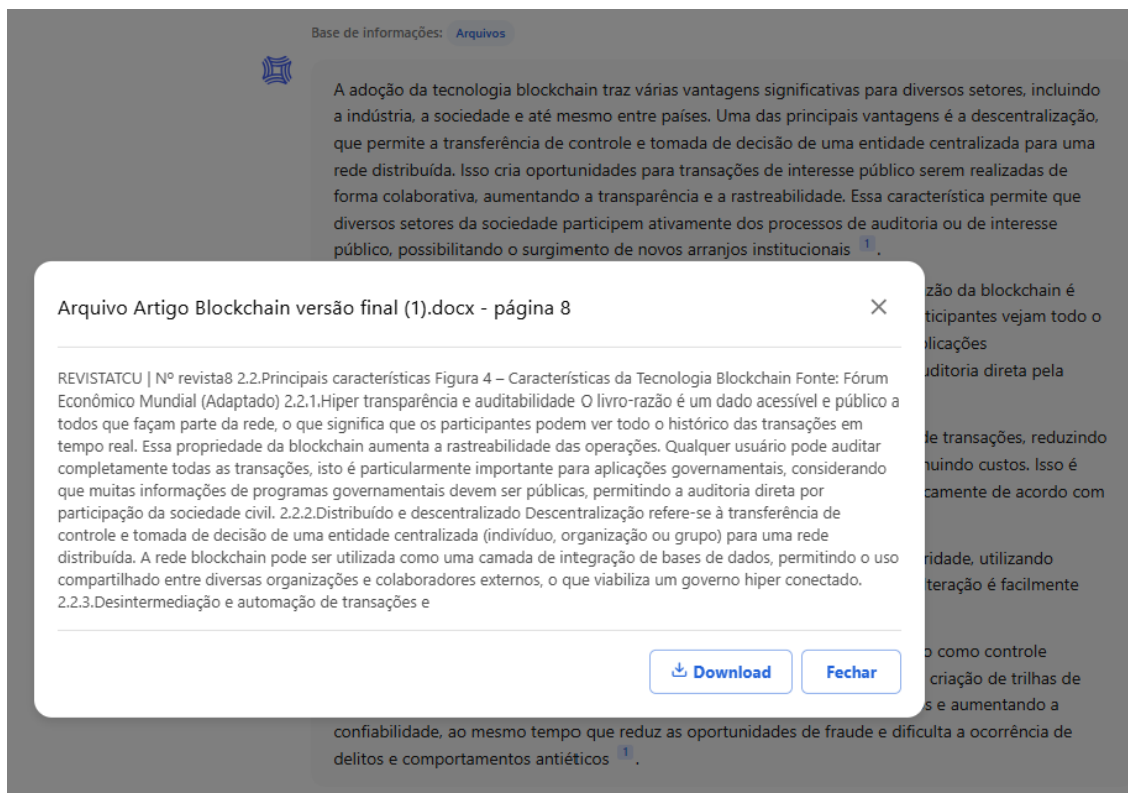 Base de informações: Arquivos
A adoção da tecnologia blockchain traz várias vantagens significativas para diversos setores, incluindo
a indústria, a sociedade e até mesmo entre países. Uma das principais vantagens é a descentralização,
que permite a transferência de controle e tomada de decisão de uma entidade centralizada para uma
rede distribuída. Isso cria oportunidades para transações de interesse público serem realizadas de
forma colaborativa, aumentando a transparência e a rastreabilidade. Essa característica permite que
diversos setores da sociedade participem ativamente dos processos de auditoria ou de interesse
público, possibilitando o surgimento de novos arranjos institucionais 1 .
Arquivo Artigo Blockchain versão final (1).docx - página 8
REVISTATCU | Nº revista8 2.2.Principais características Figura 4 – Características da Tecnologia Blockchain Fonte: Fórum
Econômico Mundial (Adaptado) 2.2.1.Hiper transparência e auditabilidade O livro-razão é um dado acessível e público a
todos que façam parte da rede, o que significa que os participantes podem ver todo o histórico das transações em
tempo real. Essa propriedade da blockchain aumenta a rastreabilidade das operações. Qualquer usuário pode auditar
completamente todas as transações, isto é particularmente importante para aplicações governamentais, considerando
que muitas informações de programas governamentais devem ser públicas, permitindo a auditoria direta por
participação da sociedade civil. 2.2.2.Distribuído e descentralizado Descentralização refere-se à transferência de
controle e tomada de decisão de uma entidade centralizada (indivíduo, organização ou grupo) para uma rede
distribuída. A rede blockchain pode ser utilizada como uma camada de integração de bases de dados, permitindo o uso
compartilhado entre diversas organizações e colaboradores externos, o que viabiliza um governo hiper conectado.
2.2.3.Desintermediação e automação de transações e
Download Fechar
zão da blockchain é
ticipantes vejam todo o
licações
uditoria direta pela
de transações, reduzindo
nuindo custos. Isso é
camente de acordo com
ridade, utilizando
teração é facilmente
o como controle
criação de trilhas de
s e aumentando a
confiabilidade, ao mesmo tempo que reduz as oportunidades de fraude e dificulta a ocorrência de
delitos e comportamentos antiéticos 1 .